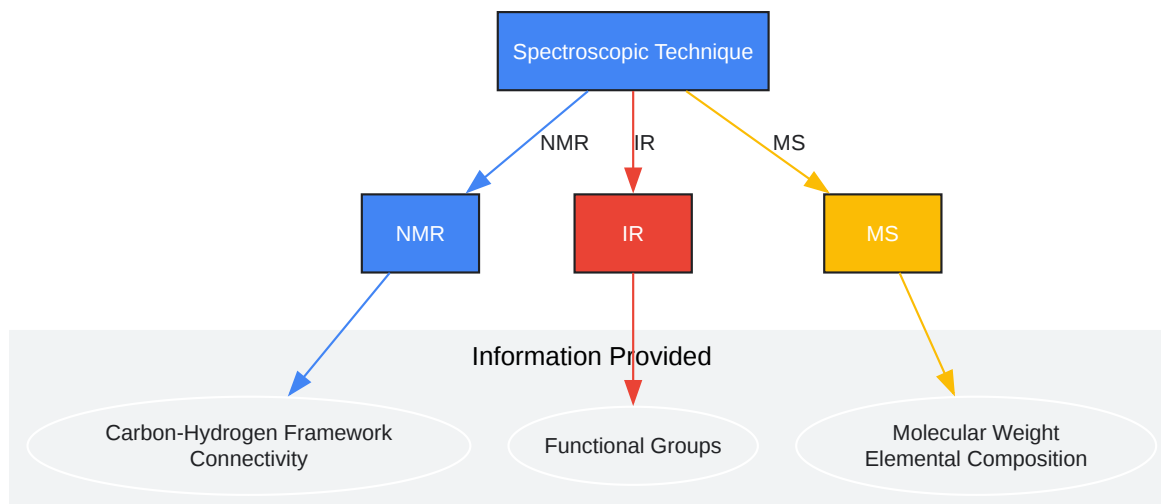 Spectroscopic Technique
NMR
IR
MS
NMR
IR
MS
Information Provided
Carbon-Hydrogen Framework
Connectivity
Functional Groups
Molecular Weight
Elemental Composition